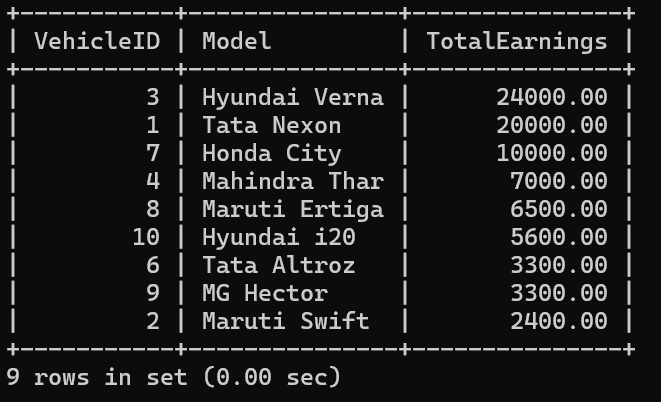 +-----------+---------------+---------------+
| VehicleID | Model         | TotalEarnings |
+-----------+---------------+---------------+
|         3 | Hyundai Verna |      24000.00 |
|         1 | Tata Nexon    |      20000.00 |
|         7 | Honda City    |      10000.00 |
|         4 | Mahindra Thar |       7000.00 |
|         8 | Maruti Ertiga |       6500.00 |
|        10 | Hyundai i20   |       5600.00 |
|         6 | Tata Altroz   |       3300.00 |
|         9 | MG Hector     |       3300.00 |
|         2 | Maruti Swift  |       2400.00 |
+-----------+---------------+---------------+
9 rows in set (0.00 sec)